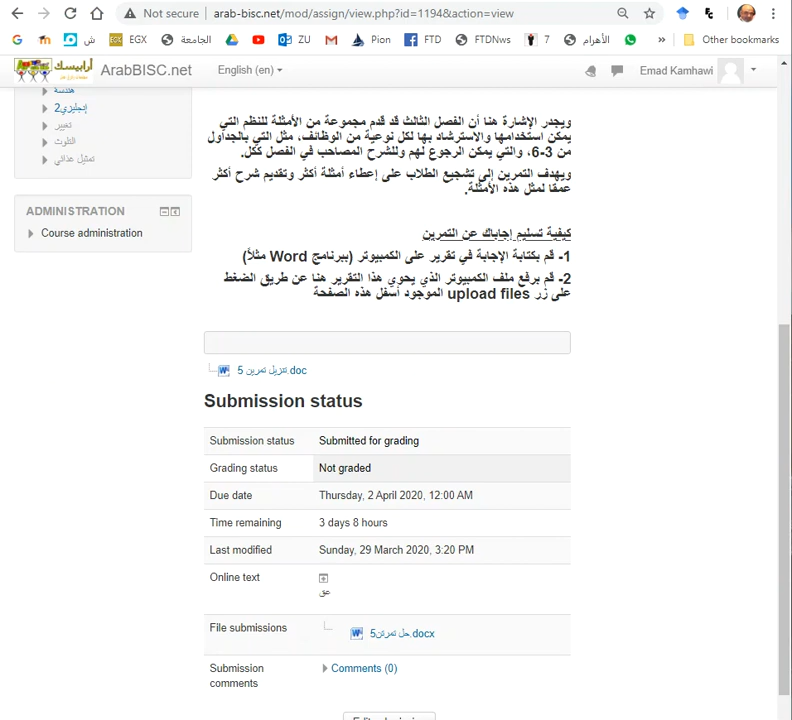 Not secure
arab-bisc.net/mod/assign/view.php?id=1194&action=view
ش
EGX
الجامعة
ZU
Pion
FTD
FTDNws
7
الأهرام
»
Other bookmarks
أرابيسك
ArabBISC.net
English (en)
Emad Kamhawi
هندسة
إنجليزي2
تغيير
التلوث
تمثيل غذائي
ADMINISTRATION
Course administration
ويجدر الإشارة هنا أن الفصل الثالث قد قدم مجموعة من الأمثلة للنظم التي
يمكن استخدامها والاسترشاد بها لكل نوعية من الوظائف، مثل التي بالجداول
من 3-6، والتي يمكن الرجوع لهم وللشرح المصاحب في الفصل ككل.
ويهدف التمرين إلى تشجيع الطلاب على إعطاء أمثلة أكثر وتقديم شرح أكثر
عمقا لمثل هذه الأمثلة.
كيفية تسليم إجاباك عن التمرين
1- قم بكتابة الإجابة في تقرير على الكمبيوتر (ببرنامج Word مثلاً)
2- قم برفع ملف الكمبيوتر الذي يحوي هذا التقرير هنا عن طريق الضغط
على زر upload files الموجود أسفل هذه الصفحة
تنزيل تمرين 5.doc
Submission status
Submission status Submitted for grading
Grading status Not graded
Due date Thursday, 2 April 2020, 12:00 AM
Time remaining 3 days 8 hours
Last modified Sunday, 29 March 2020, 3:20 PM
Online text
عق
File submissions حل تمرتن5.docx
Submission Comments (0)
comments